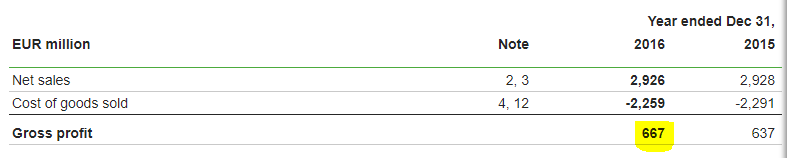 Year ended Dec 31,
EUR million Note 2016 2015
Net sales 2, 3 2,926 2,928
Cost of goods sold 4, 12 -2,259 -2,291
Gross profit 667 637